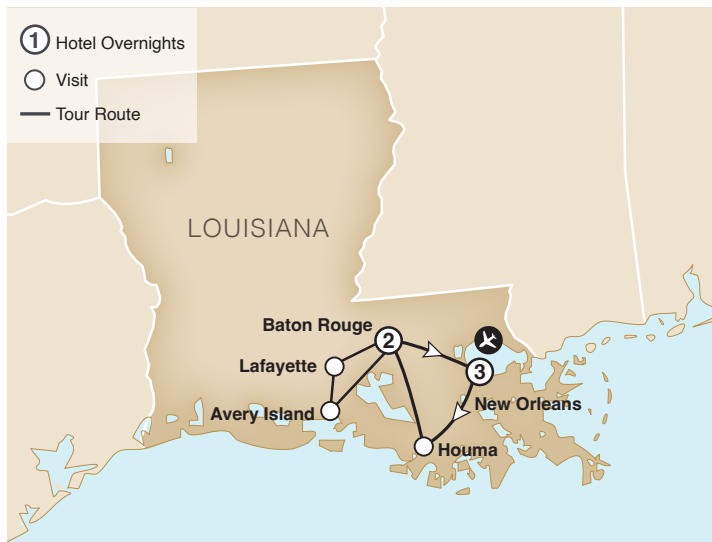 1 Hotel Overnights
Visit
Tour Route
LOUISIANA
Baton Rouge
2
Lafayette
3
Avery Island
New Orleans
Houma